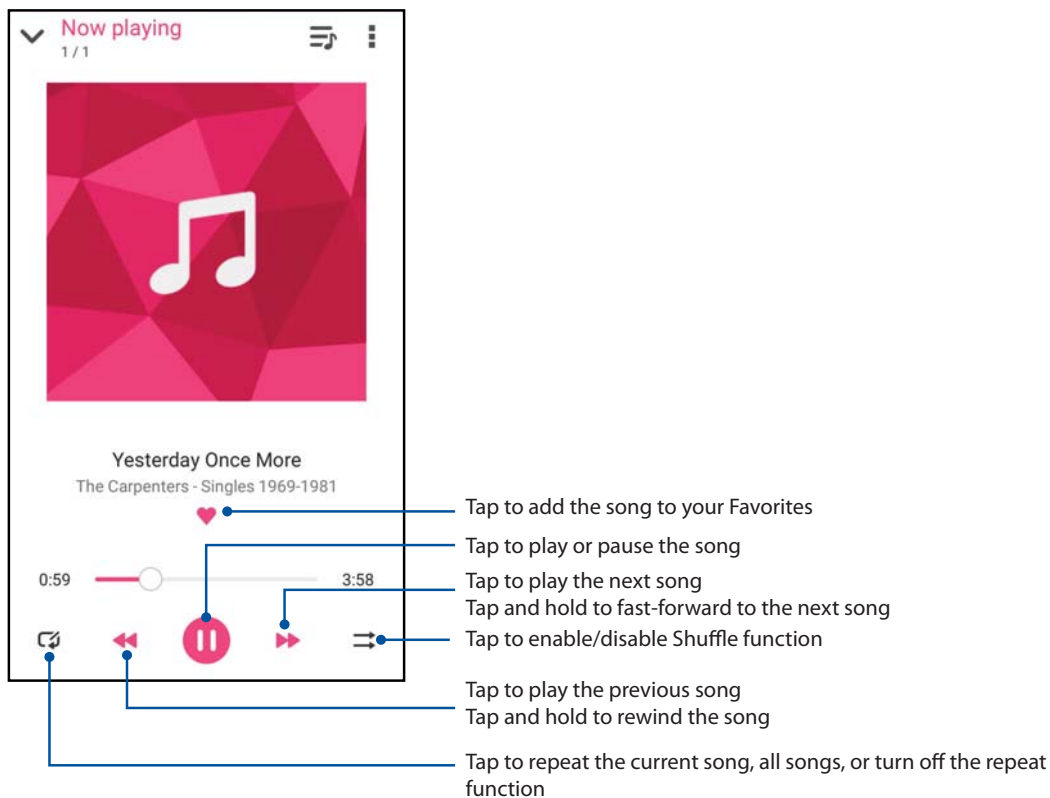 Now playing
1 / 1
Yesterday Once More
The Carpenters - Singles 1969-1981
Tap to add the song to your Favorites
Tap to play or pause the song
0:59
3:58
Tap to play the next song
Tap and hold to fast-forward to the next song
Tap to enable/disable Shuffle function
Tap to play the previous song
Tap and hold to rewind the song
Tap to repeat the current song, all songs, or turn off the repeat
function